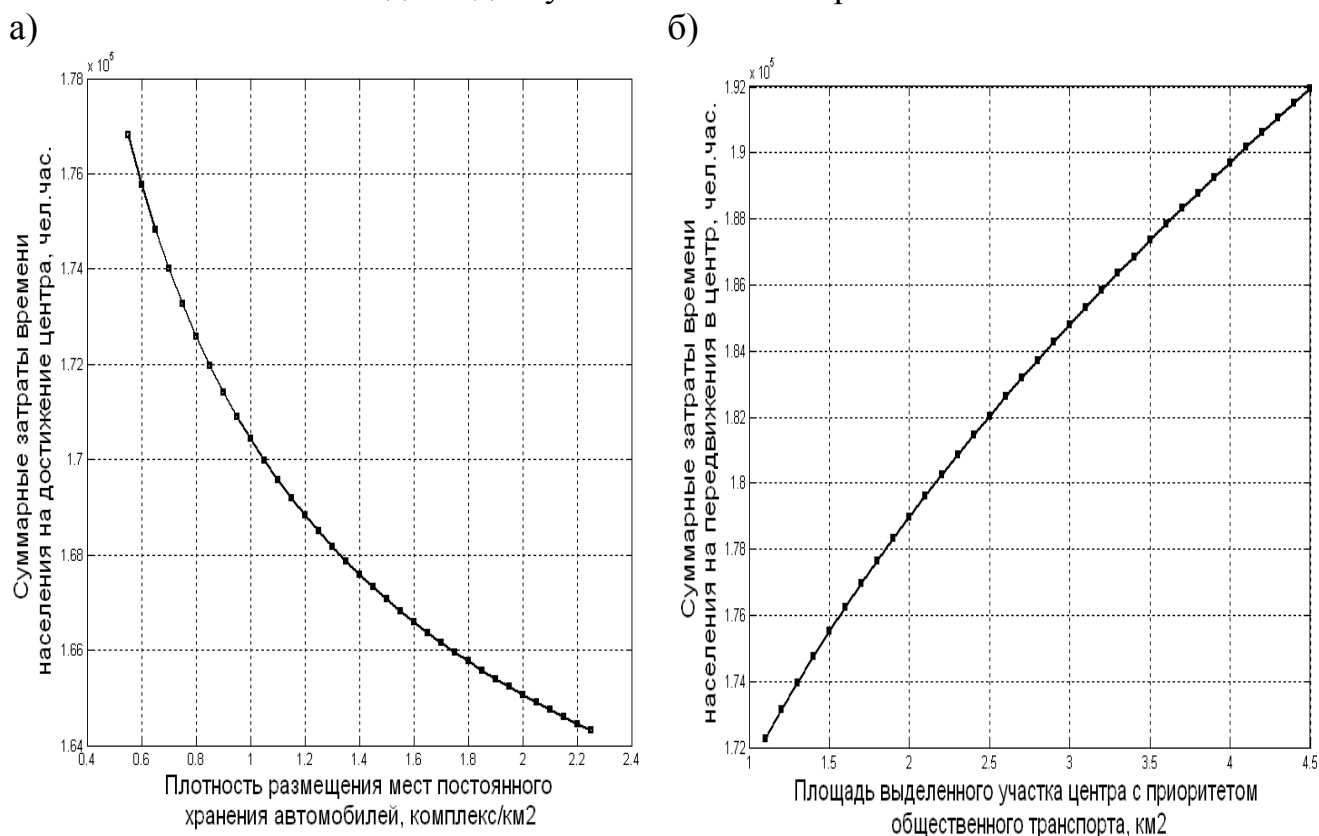 а)
б)
x 10^5
1.78
1.76
1.74
1.72
1.7
1.68
1.66
1.64
0.4 0.6 0.8 1.0 1.2 1.4 1.6 1.8 2 2.2 2.4
Суммарные затраты времени
населения на достижение центра, чел.час.
Плотность размещения мест постоянного
хранения автомобилей, комплекс/км2
x 10^5
1.92
1.9
1.88
1.86
1.84
1.82
1.8
1.78
1.76
1.74
1.72
1 1.5 2 2.5 3 3.5 4 4.5
Суммарные затраты времени
населения на передвижения в центр, чел.час.
Площадь выделенного участка центра с приоритетом
общественного транспорта, км2